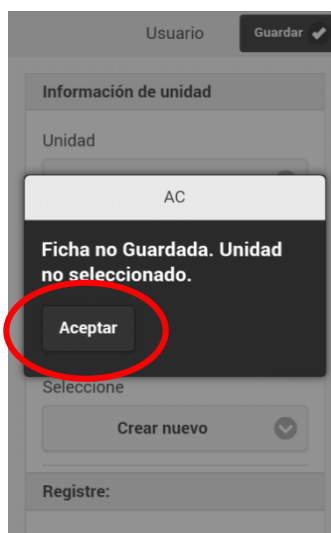 Usuario
Guardar
Información de unidad
Unidad
AC
Ficha no Guardada. Unidad
no seleccionado.
Aceptar
Seleccione
Crear nuevo
Registre: